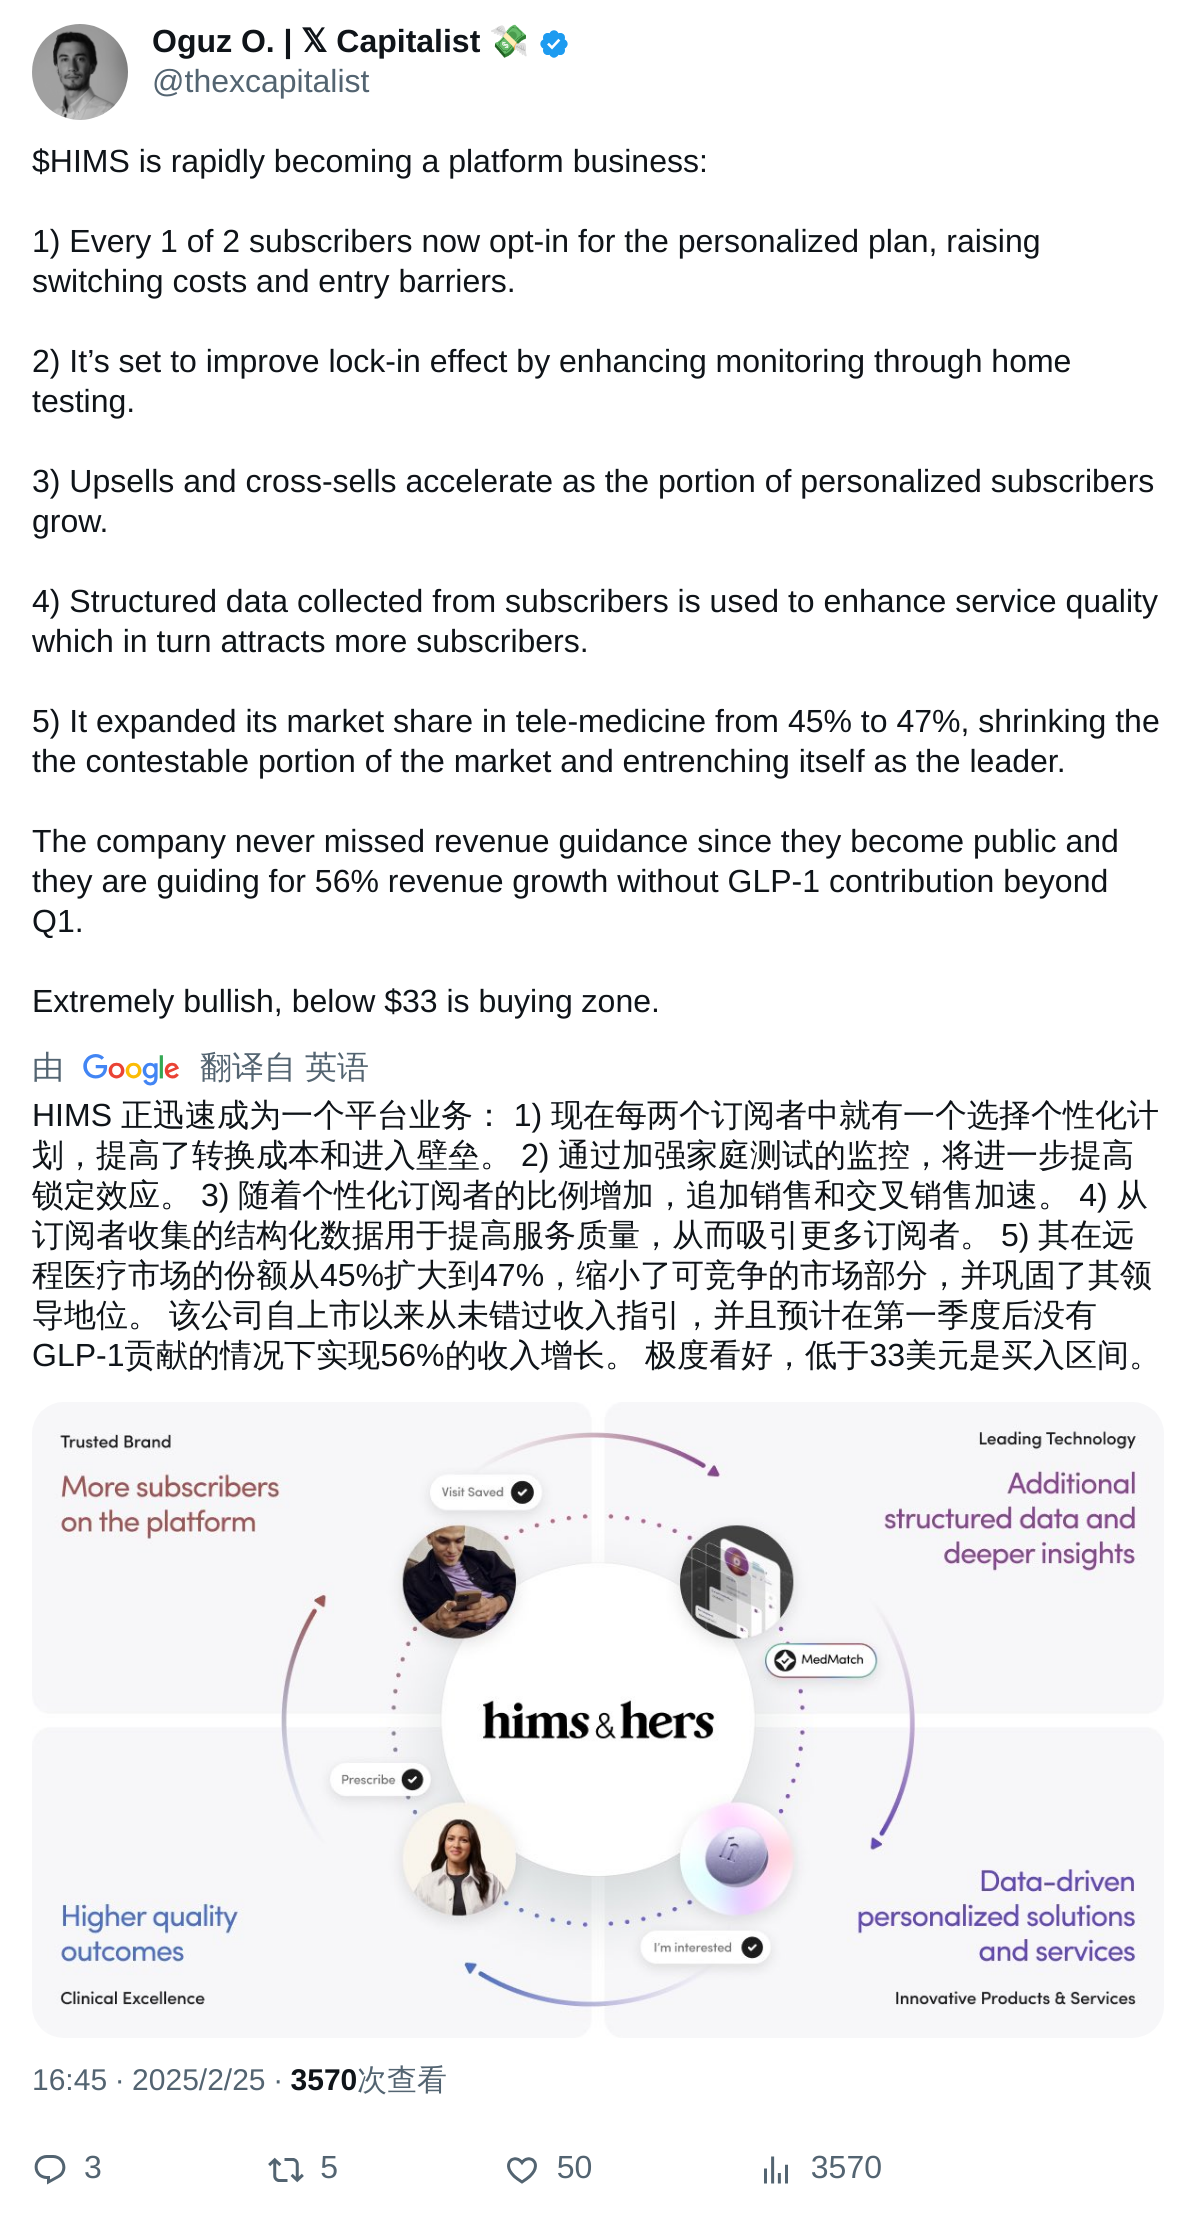 Oguz O. | 𝕏 Capitalist 💸
@thexcapitalist
$HIMS is rapidly becoming a platform business:
1) Every 1 of 2 subscribers now opt-in for the personalized plan, raising
switching costs and entry barriers.
2) It’s set to improve lock-in effect by enhancing monitoring through home
testing.
3) Upsells and cross-sells accelerate as the portion of personalized subscribers
grow.
4) Structured data collected from subscribers is used to enhance service quality
which in turn attracts more subscribers.
5) It expanded its market share in tele-medicine from 45% to 47%, shrinking the
the contestable portion of the market and entrenching itself as the leader.
The company never missed revenue guidance since they become public and
they are guiding for 56% revenue growth without GLP-1 contribution beyond
Q1.
Extremely bullish, below $33 is buying zone.
由 Google 翻译自 英语
HIMS 正迅速成为一个平台业务： 1) 现在每两个订阅者中就有一个选择个性化计
划，提高了转换成本和进入壁垒。 2) 通过加强家庭测试的监控，将进一步提高
锁定效应。 3) 随着个性化订阅者的比例增加，追加销售和交叉销售加速。 4) 从
订阅者收集的结构化数据用于提高服务质量，从而吸引更多订阅者。 5) 其在远
程医疗市场的份额从45%扩大到47%，缩小了可竞争的市场部分，并巩固了其领
导地位。 该公司自上市以来从未错过收入指引，并且预计在第一季度后没有
GLP-1贡献的情况下实现56%的收入增长。 极度看好，低于33美元是买入区间。
Trusted Brand
More subscribers
on the platform
Leading Technology
Additional
structured data and
deeper insights
Visit Saved
MedMatch
hims & hers
Prescribe
I'm interested
Higher quality
outcomes
Clinical Excellence
Data-driven
personalized solutions
and services
Innovative Products & Services
16:45 · 2025/2/25 · 3570次查看
3 5 50 3570